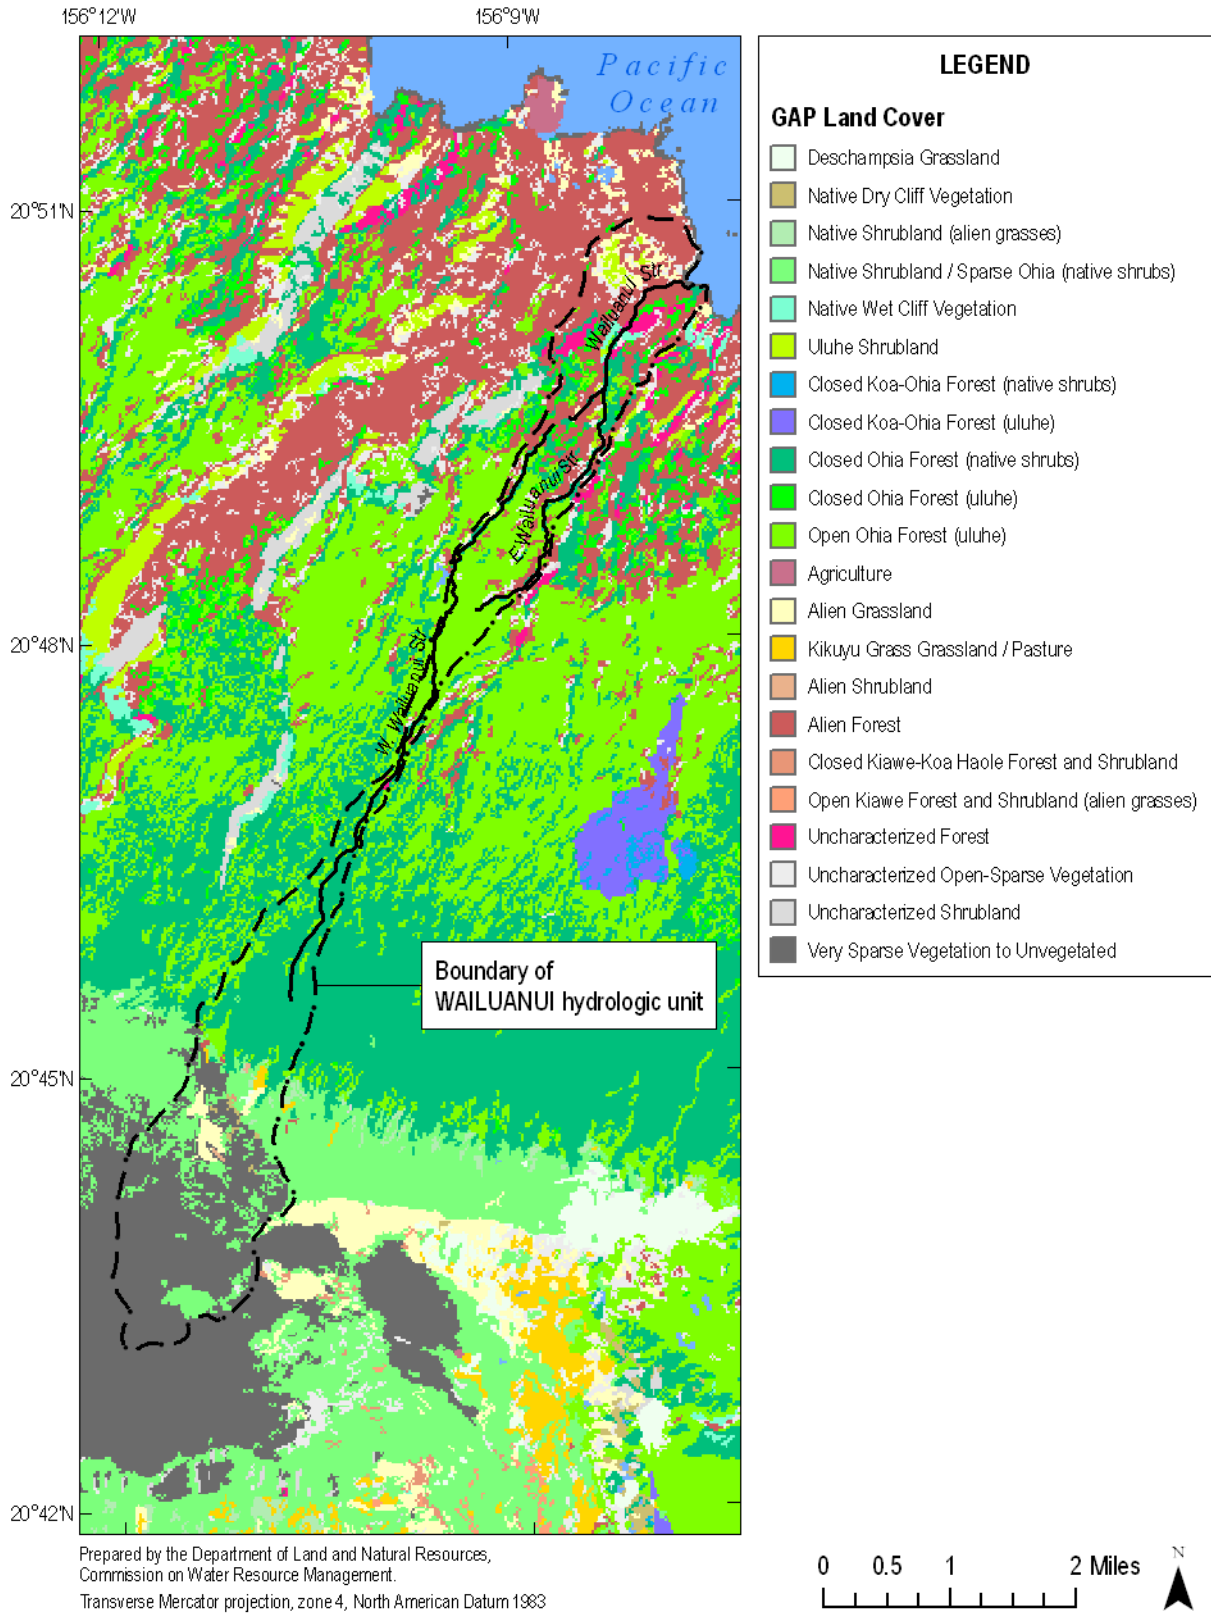 156°12'W
156°9'W
Pacific
Ocean
20°51'N
20°48'N
20°45'N
20°42'N
Wailuanui Str
E Wailuanui Str
W. Wailuanui Str
Boundary of
WAILUANUI hydrologic unit
LEGEND
GAP Land Cover
Deschampsia Grassland
Native Dry Cliff Vegetation
Native Shrubland (alien grasses)
Native Shrubland / Sparse Ohia (native shrubs)
Native Wet Cliff Vegetation
Uluhe Shrubland
Closed Koa-Ohia Forest (native shrubs)
Closed Koa-Ohia Forest (uluhe)
Closed Ohia Forest (native shrubs)
Closed Ohia Forest (uluhe)
Open Ohia Forest (uluhe)
Agriculture
Alien Grassland
Kikuyu Grass Grassland / Pasture
Alien Shrubland
Alien Forest
Closed Kiawe-Koa Haole Forest and Shrubland
Open Kiawe Forest and Shrubland (alien grasses)
Uncharacterized Forest
Uncharacterized Open-Sparse Vegetation
Uncharacterized Shrubland
Very Sparse Vegetation to Unvegetated
Prepared by the Department of Land and Natural Resources,
Commission on Water Resource Management.
Transverse Mercator projection, zone 4, North American Datum 1983
0 0.5 1 2 Miles
N